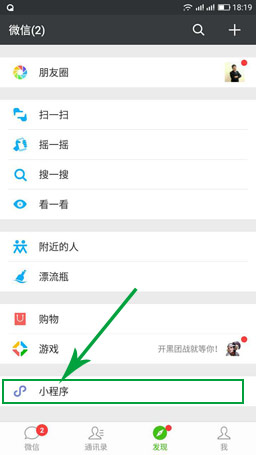 18:19
微信(2)
朋友圈
扫一扫
摇一摇
搜一搜
看一看
附近的人
漂流瓶
购物
游戏 开黑团战就等你!
小程序
2
微信 通讯录 发现 我